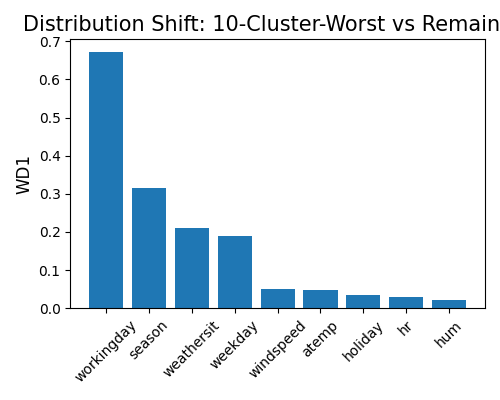 Distribution Shift: 10-Cluster-Worst vs Remain
0.7
0.6
0.5
0.4
0.3
0.2
0.1
0.0
WD1
workingday
season
weathersit
weekday
windspeed
atemp
holiday
hr
hum